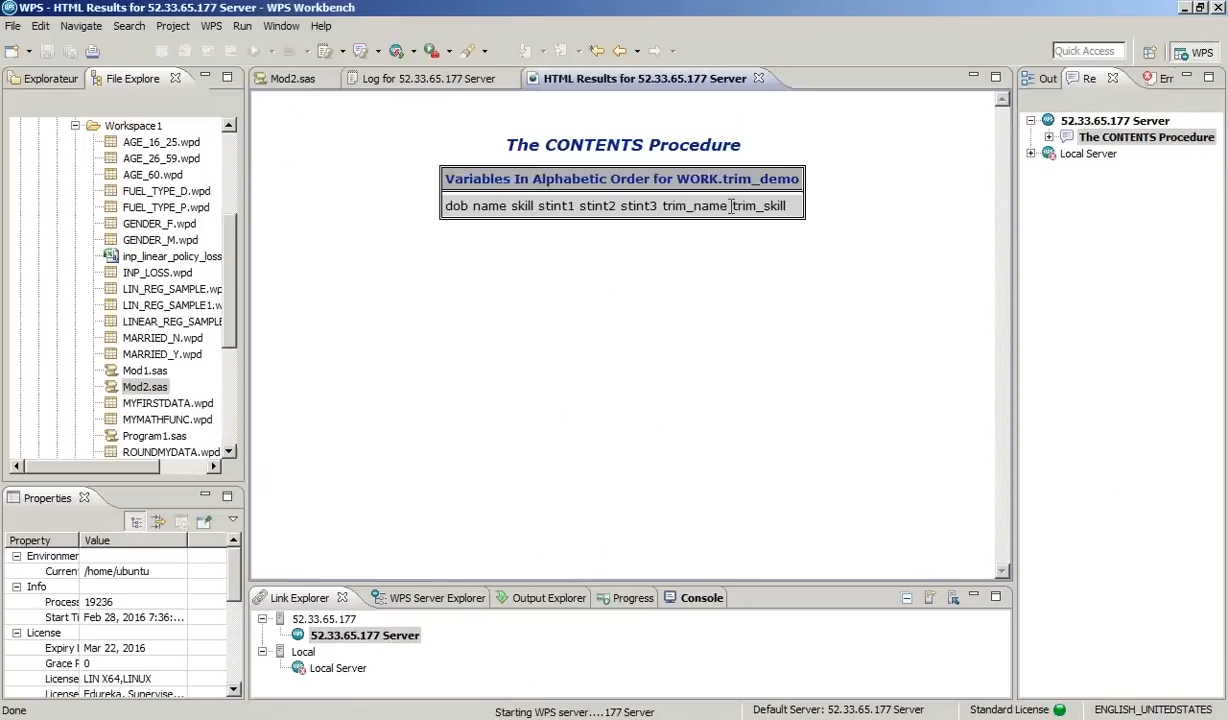 WPS - HTML Results for 52.33.65.177 Server - WPS Workbench
File Edit Navigate Search Project WPS Run Window Help
Quick Access
WPS
Explorateur
File Explore
Mod2.sas
Log for 52.33.65.177 Server
HTML Results for 52.33.65.177 Server
Out
Re
Err
Workspace1
AGE_16_25.wpd
AGE_26_59.wpd
AGE_60.wpd
FUEL_TYPE_D.wpd
FUEL_TYPE_P.wpd
GENDER_F.wpd
GENDER_M.wpd
inp_linear_policy_loss
INP_LOSS.wpd
LIN_REG_SAMPLE.wp
LIN_REG_SAMPLE1.w
LINEAR_REG_SAMPLE
MARRIED_N.wpd
MARRIED_Y.wpd
Mod1.sas
Mod2.sas
MYFIRSTDATA.wpd
MYMATHFUNC.wpd
Program1.sas
ROUNDMYDATA.wpd
The CONTENTS Procedure
Variables In Alphabetic Order for WORK.trim_demo
dob name skill stint1 stint2 stint3 trim_name trim_skill
52.33.65.177 Server
The CONTENTS Procedure
Local Server
Properties
Property Value
Environmer
Current /home/ubuntu
Info
Process 19236
Start Ti Feb 28, 2016 7:36:...
License
Expiry Mar 22, 2016
Grace P 0
License LIN X64,LINUX
License Edureka, Supervise...
Link Explorer
WPS Server Explorer
Output Explorer
Progress
Console
52.33.65.177
52.33.65.177 Server
Local
Local Server
Done
Starting WPS server....177 Server
Default Server: 52.33.65.177 Server
Standard License
ENGLISH_UNITEDSTATES